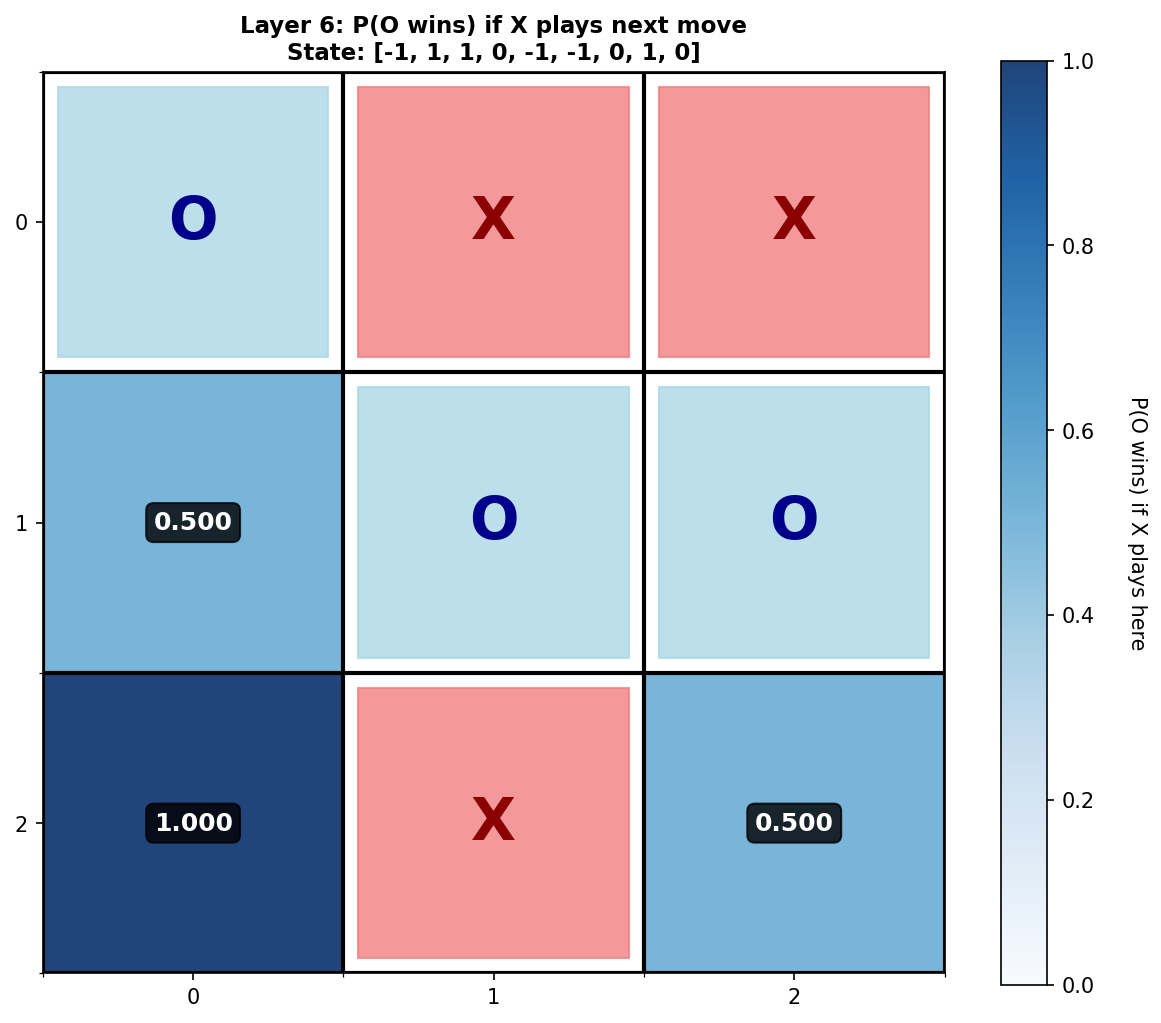 Layer 6: P(O wins) if X plays next move
State: [-1, 1, 1, 0, -1, -1, 0, 1, 0]
0
O
X
X
1
0.500
O
O
2
1.000
X
0.500
0
1
2
1.0
0.8
0.6
0.4
0.2
0.0
P(O wins) if X plays here